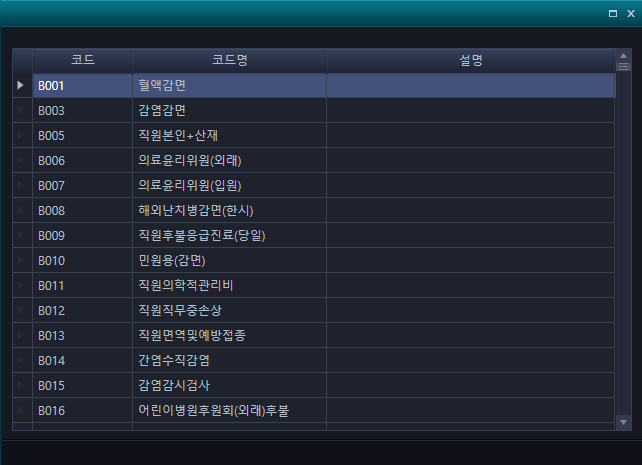 코드 코드명 설명
B001 혈액감면
B003 감염감면
B005 직원본인+산재
B006 의료윤리위원(외래)
B007 의료윤리위원(입원)
B008 해외난치병감면(한시)
B009 직원후불응급진료(당일)
B010 민원용(감면)
B011 직원의학적관리비
B012 직원직무중손상
B013 직원면역및예방접종
B014 간염수직감염
B015 감염감시검사
B016 어린이병원후원회(외래)후불